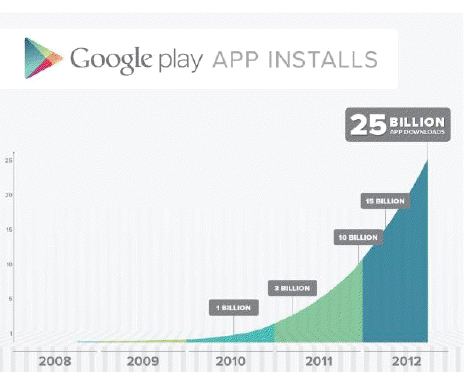 Google play APP INSTALLS
25 BILLION
APP DOWNLOADS
25
20
15 BILLION
15
10 BILLION
10
3 BILLION
5
1 BILLION
1
2008 2009 2010 2011 2012